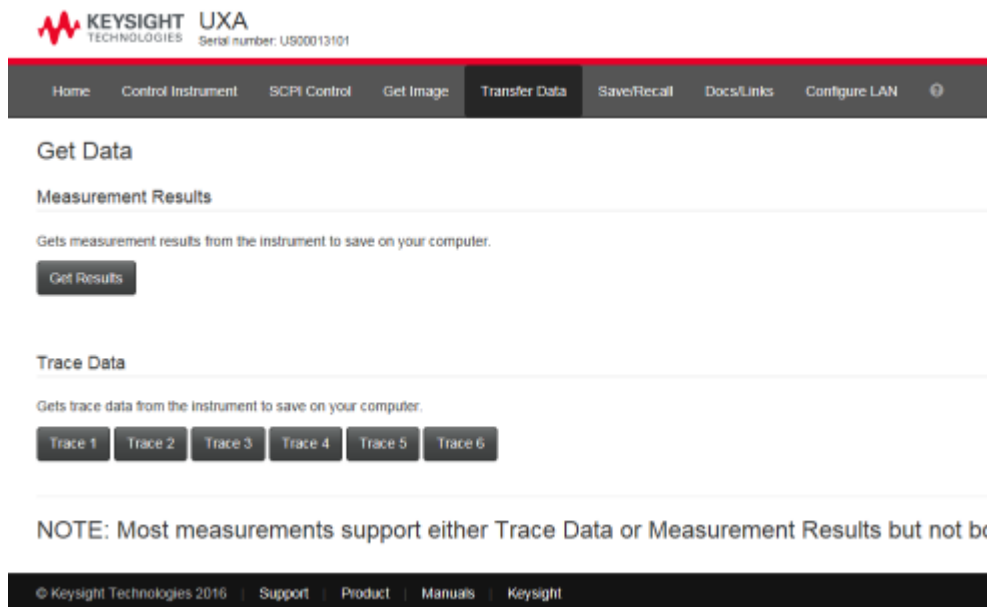 KEYSIGHT
TECHNOLOGIES
UXA
Serial number: US00013101
Home Control Instrument SCPI Control Get Image Transfer Data Save/Recall Docs/Links Configure LAN ?
Get Data
Measurement Results
Gets measurement results from the instrument to save on your computer.
Get Results
Trace Data
Gets trace data from the instrument to save on your computer.
Trace 1 Trace 2 Trace 3 Trace 4 Trace 5 Trace 6
NOTE: Most measurements support either Trace Data or Measurement Results but not
© Keysight Technologies 2016 | Support | Product | Manuals | Keysight